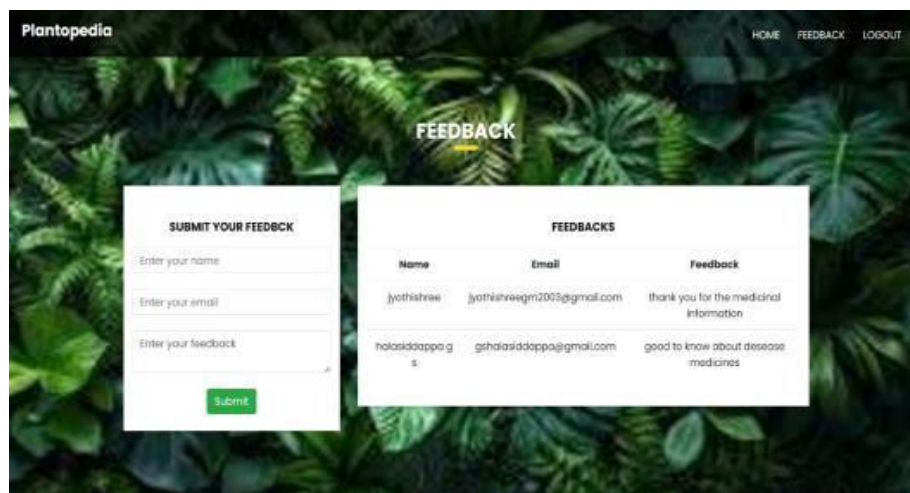 Plantopedia
HOME FEEDBACK LOGOUT
FEEDBACK
SUBMIT YOUR FEEDBCK
Enter your name
Enter your email
Enter your feedback
Submit
FEEDBACKS
Name Email Feedback
jyothishree jyothishreegm2003@gmail.com thank you for the medicinal
information
halasiddappa g gshalasiddappa@gmail.com good to know about desease
s medicines